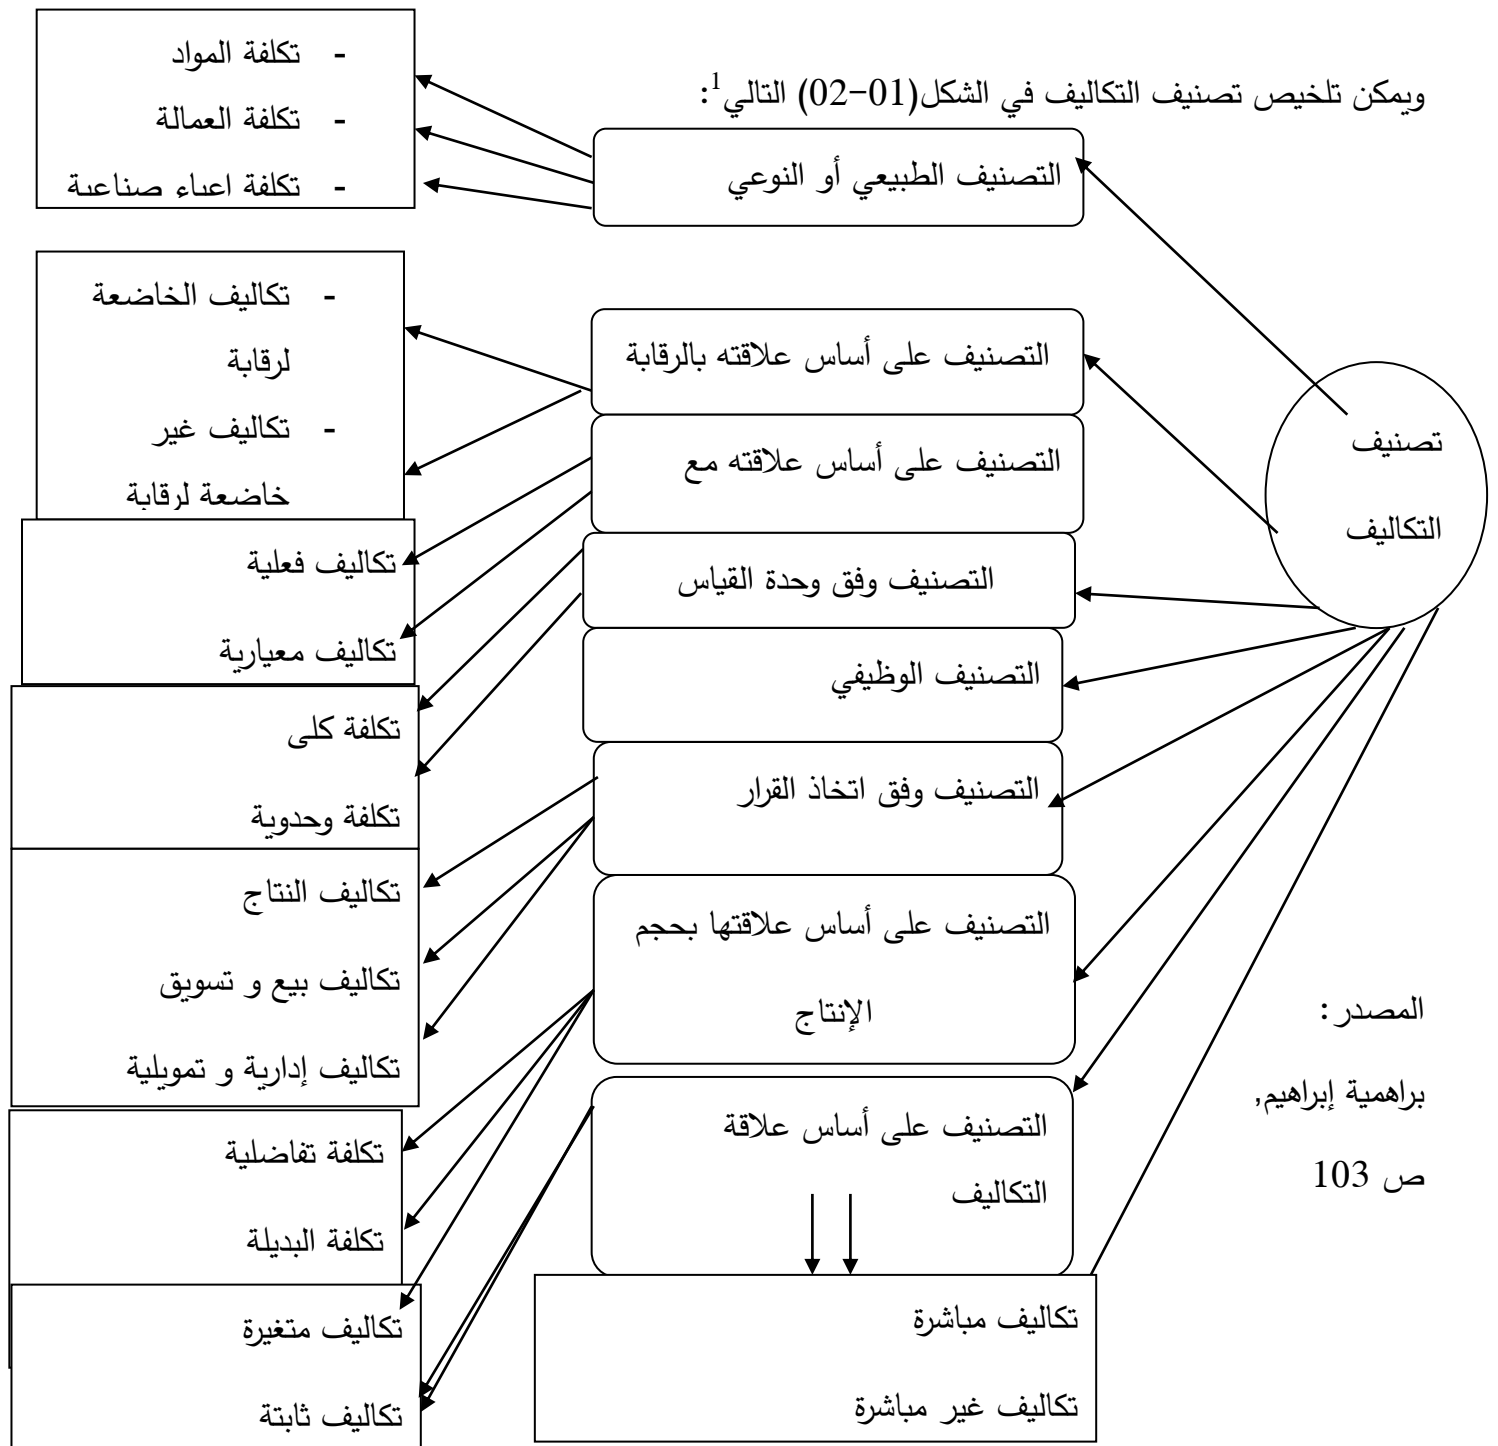 ويمكن تلخيص تصنيف التكاليف في الشكل(01-02) التالي1:
تصنيف
التكاليف
التصنيف الطبيعي أو النوعي
- تكلفة المواد
- تكلفة العمالة
- تكلفة اعباء صناعية
التصنيف على أساس علاقته بالرقابة
- تكاليف الخاضعة
لرقابة
- تكاليف غير
خاضعة لرقابة
التصنيف على أساس علاقته مع
تكاليف فعلية
تكاليف معيارية
التصنيف وفق وحدة القياس
تكلفة كلى
تكلفة وحدوية
التصنيف الوظيفي
التصنيف وفق اتخاذ القرار
تكاليف النتاج
تكاليف بيع و تسويق
تكاليف إدارية و تمويلية
التصنيف على أساس علاقتها بحجم
الإنتاج
تكلفة تفاضلية
تكلفة البديلة
التصنيف على أساس علاقة
التكاليف
تكاليف متغيرة
تكاليف ثابتة
تكاليف مباشرة
تكاليف غير مباشرة
المصدر:
براهمية إبراهيم,
ص 103